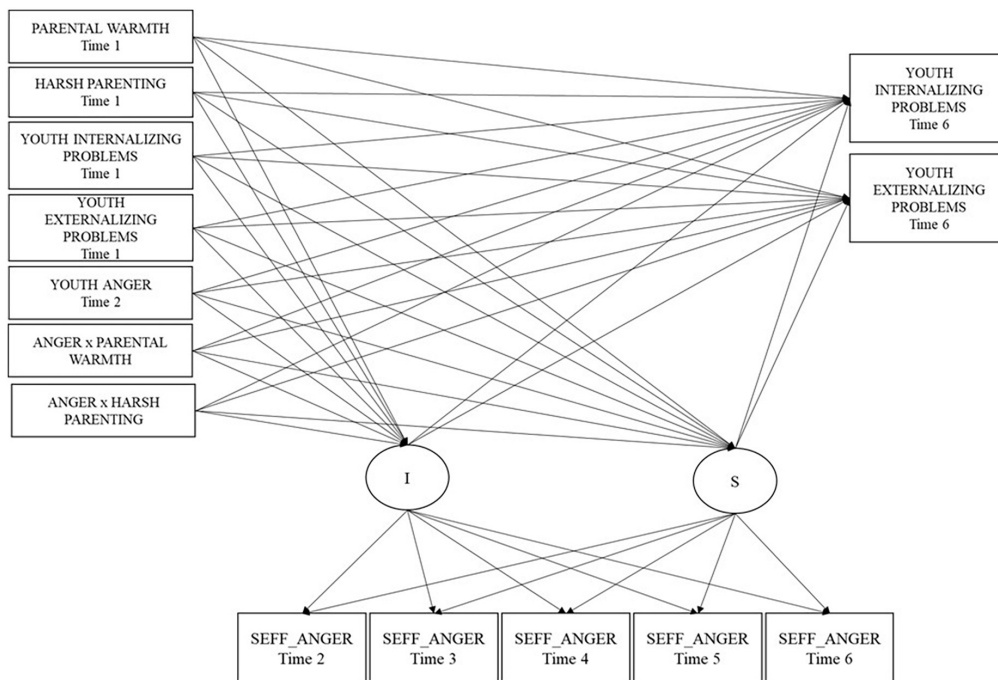 PARENTAL WARMTH
Time 1
HARSH PARENTING
Time 1
YOUTH INTERNALIZING
PROBLEMS
Time 1
YOUTH
EXTERNALIZING
PROBLEMS
Time 1
YOUTH ANGER
Time 2
ANGER x PARENTAL
WARMTH
ANGER x HARSH
PARENTING
YOUTH
INTERNALIZING
PROBLEMS
Time 6
YOUTH
EXTERNALIZING
PROBLEMS
Time 6
I
S
SEFF_ANGER
Time 2
SEFF_ANGER
Time 3
SEFF_ANGER
Time 4
SEFF_ANGER
Time 5
SEFF_ANGER
Time 6